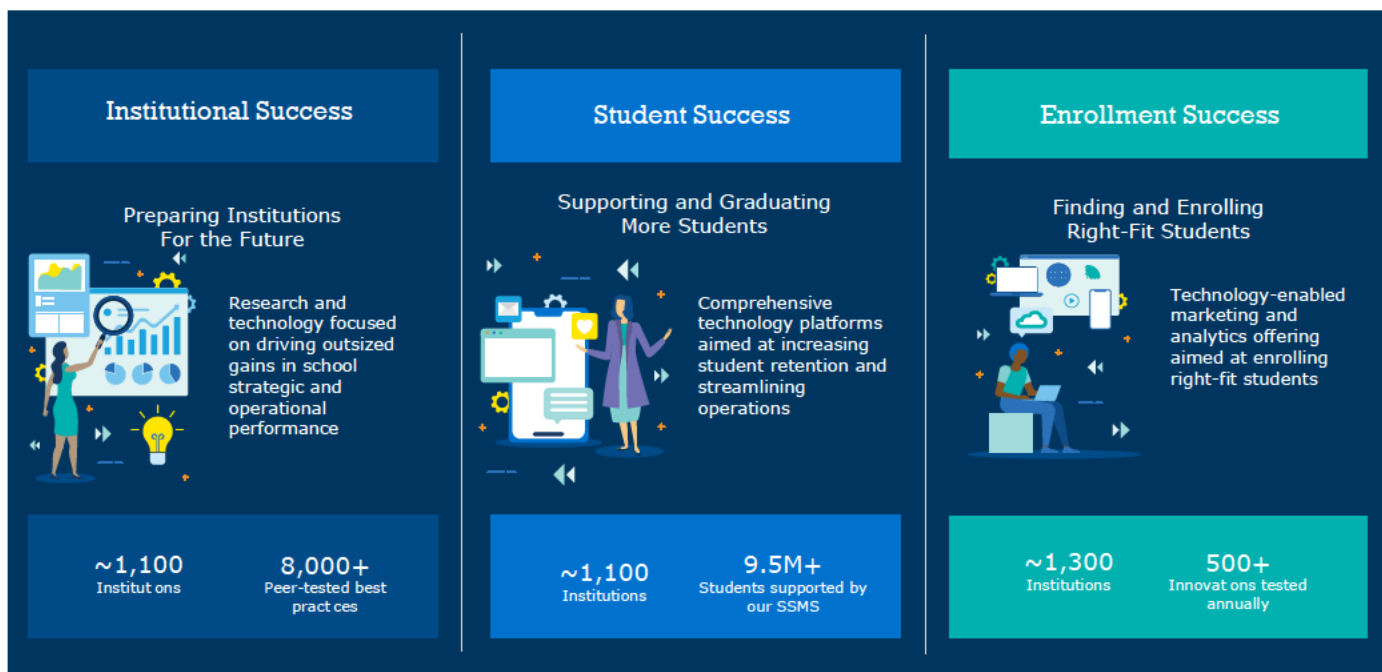 Institutional Success
Preparing Institutions
For the Future
Research and
technology focused
on driving outsized
gains in school
strategic and
operational
performance
~1,100
Institut ons
8,000+
Peer-tested best
pract ces
Student Success
Supporting and Graduating
More Students
Comprehensive
technology platforms
aimed at increasing
student retention and
streamlining
operations
~1,100
Institutions
9.5M+
Students supported by
our SSMS
Enrollment Success
Finding and Enrolling
Right-Fit Students
Technology-enabled
marketing and
analytics offering
aimed at enrolling
right-fit students
~1,300
Institutions
500+
Innovat ons tested
annually